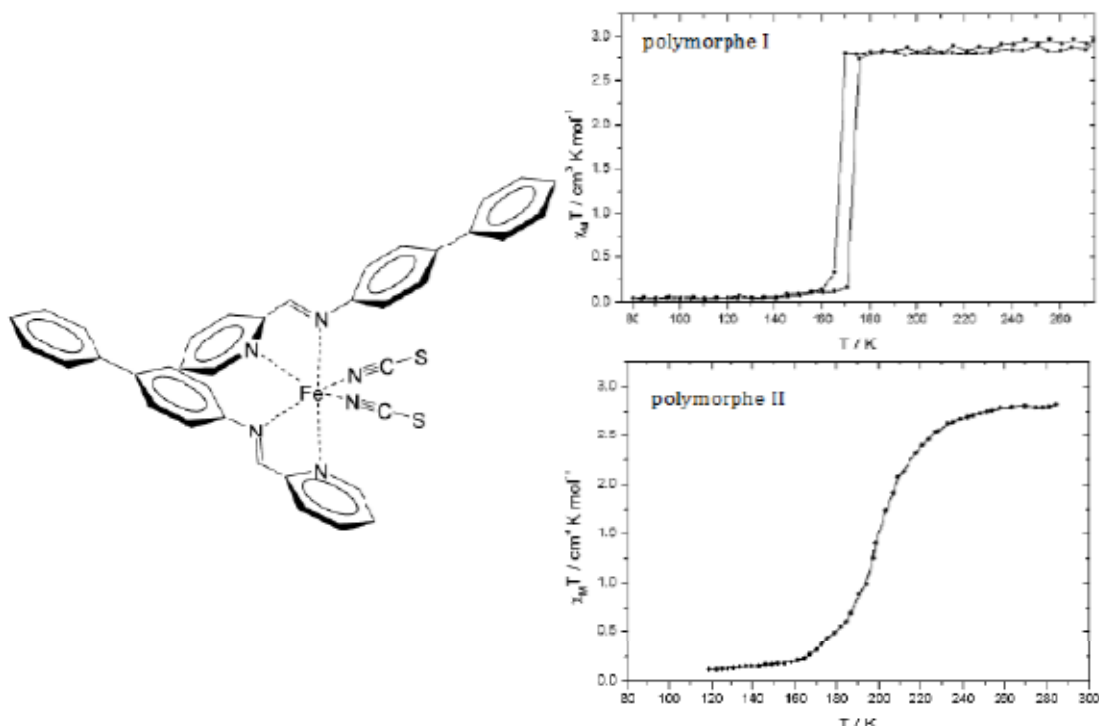 polymorphe I
χ_MT / cm³ K mol⁻¹
3.0
2.5
2.0
1.5
1.0
0.5
0.0
80 100 120 140 160 180 200 220 240 260
T / K
N
N
N≡C-S
Fe
N≡C-S
N
N
polymorphe II
χ_MT / cm³ K mol⁻¹
3.0
2.5
2.0
1.5
1.0
0.5
0.0
80 100 120 140 160 180 200 220 240 260 280 300
T / K